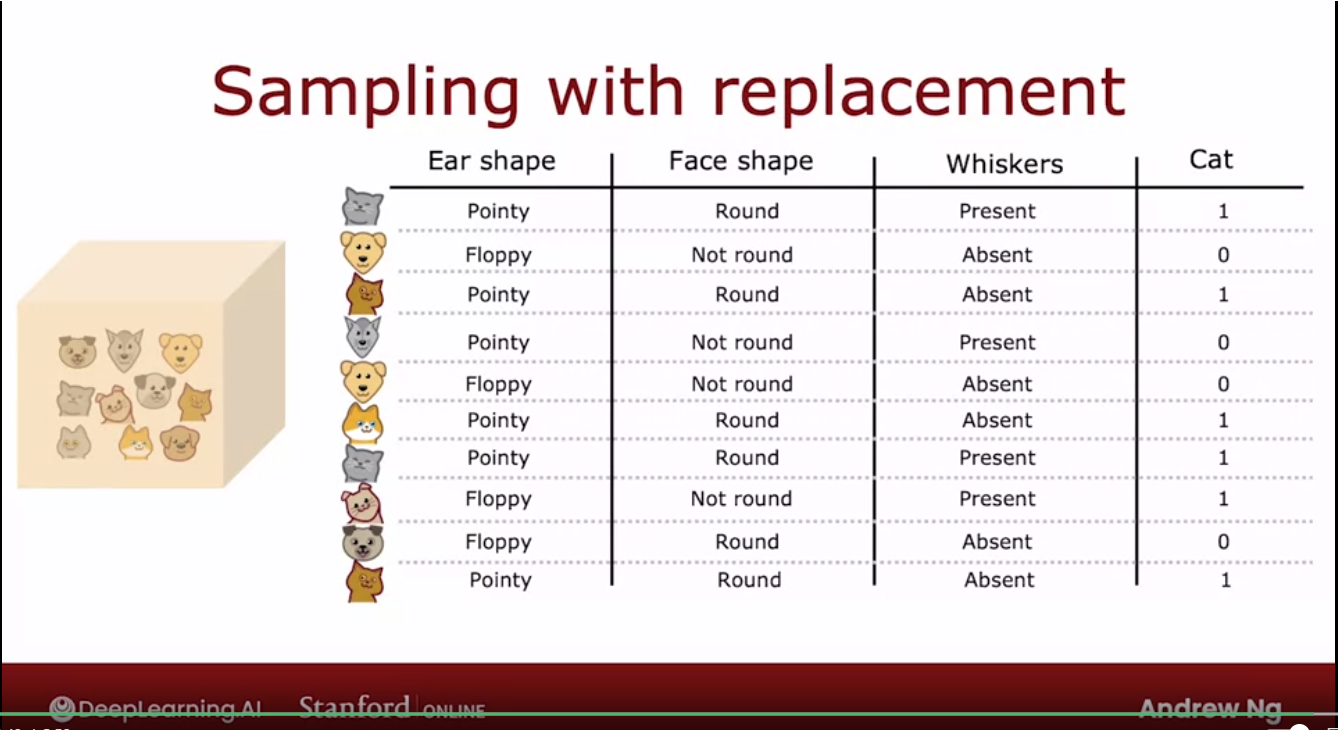 Sampling with replacement
Ear shape Face shape Whiskers Cat
Pointy Round Present 1
Floppy Not round Absent 0
Pointy Round Absent 1
Pointy Not round Present 0
Floppy Not round Absent 0
Pointy Round Absent 1
Pointy Round Present 1
Floppy Not round Present 1
Floppy Round Absent 0
Pointy Round Absent 1
DeepLearning.AI Stanford ONLINE Andrew Ng